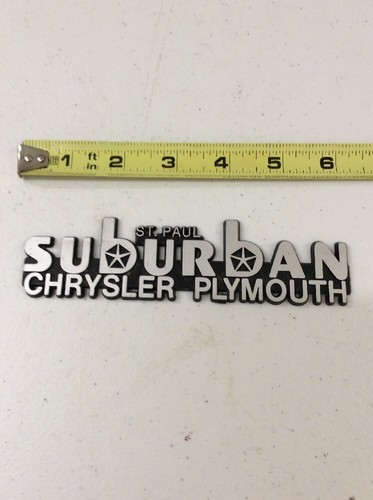 1 ft in 2 3 4 5 6
ST. PAUL
SUbURbAN
CHRYSLER PLYMOUTH